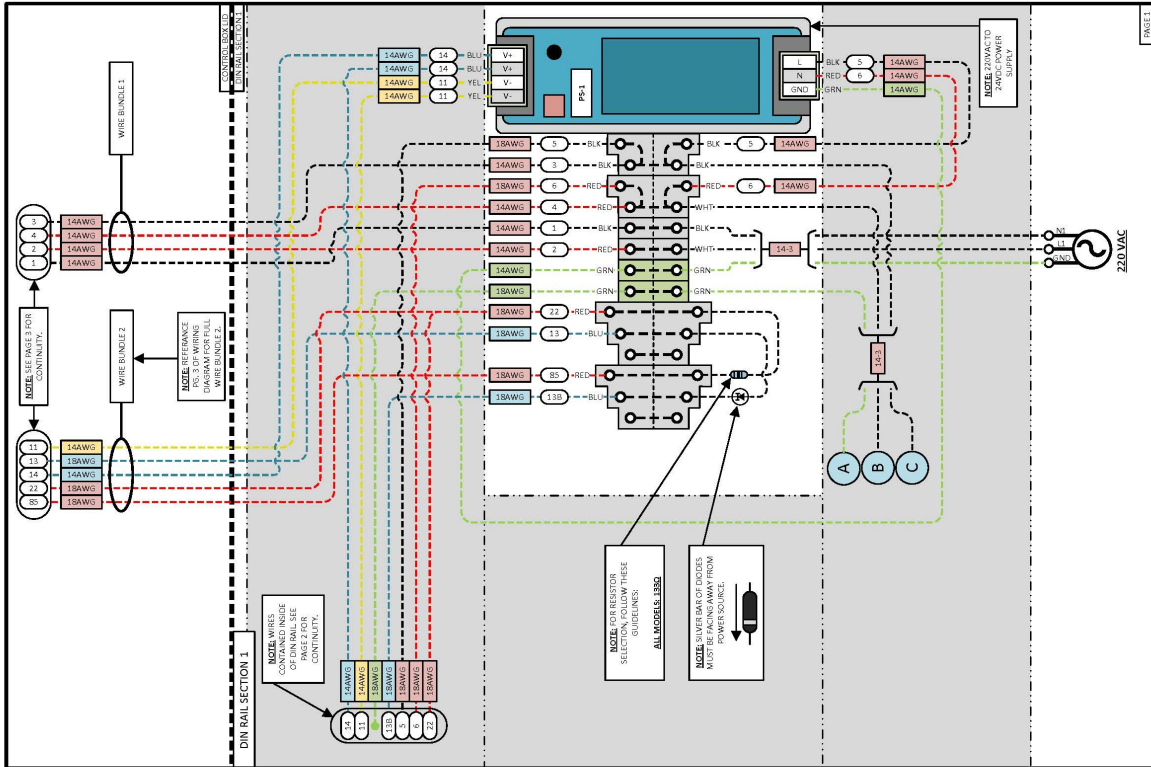 PAGE 1
CONTROL BOX LID
DIN RAIL SECTION 1
WIRE BUNDLE 1
3
4
2
1
14AWG
14AWG
14AWG
14AWG
NOTE: SEE PAGE 3 FOR
CONTINUITY.
WIRE BUNDLE 2
NOTE: REFERANCE
PG. 3 OF WIRING
DIAGRAM FOR FULL
WIRE BUNDLE 2.
11
13
14
22
85
14AWG
18AWG
14AWG
18AWG
18AWG
DIN RAIL SECTION 1
NOTE: WIRES
CONTAINED INSIDE
OF DIN RAIL. SEE
PAGE 2 FOR
CONTINUITY.
14AWG
14AWG
18AWG
18AWG
18AWG
18AWG
18AWG
14
11
13B
5
6
22
14AWG 14 BLU V+
14AWG 14 BLU V+
14AWG 11 YEL V-
14AWG 11 YEL V-
PS-1
L BLK 5 14AWG
N RED 6 14AWG
GND GRN 14AWG
NOTE: 220VAC TO
24VDC POWER
SUPPLY
18AWG 5 BLK BLK 5 14AWG
14AWG 3 BLK BLK
18AWG 6 RED RED 6 14AWG
14AWG 4 RED WHT
14AWG 1 BLK BLK
14AWG 2 RED WHT
14AWG GRN GRN
18AWG GRN GRN
18AWG 22 RED
18AWG 13 BLU
18AWG 85 RED
18AWG 13B BLU
14-3
N1
L1
GND
220 VAC
14-3
A
B
C
NOTE: FOR RESISTOR
SELECTION, FOLLOW THESE
GUIDELINES:
ALL MODELS: 133Ω
NOTE: SILVER BAR OF DIODES
MUST BE FACING AWAY FROM
POWER SOURCE.